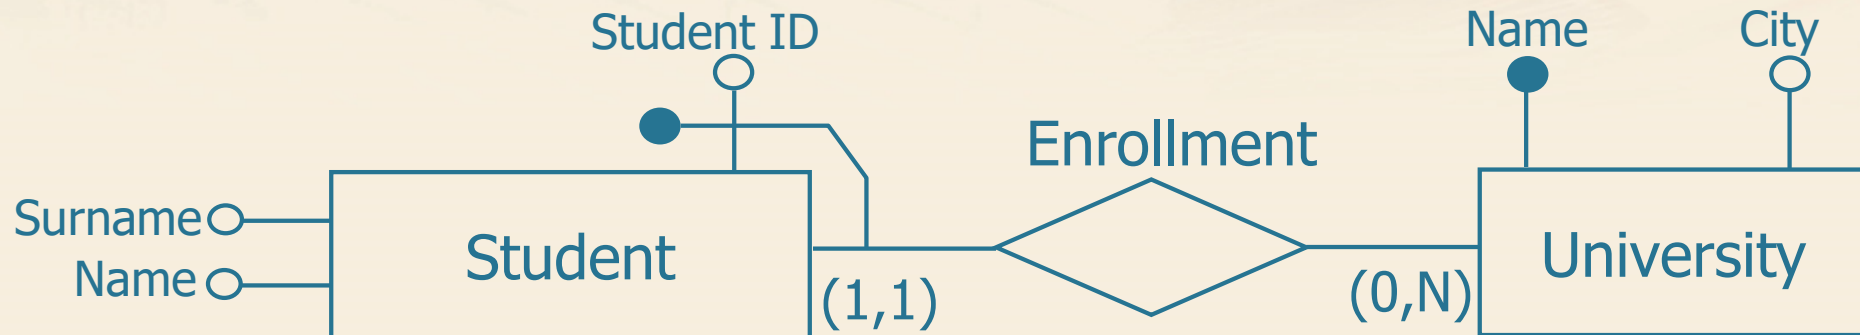 Student ID
Name
City
Enrollment
Surname
Name
Student
University
(1,1)
(0,N)